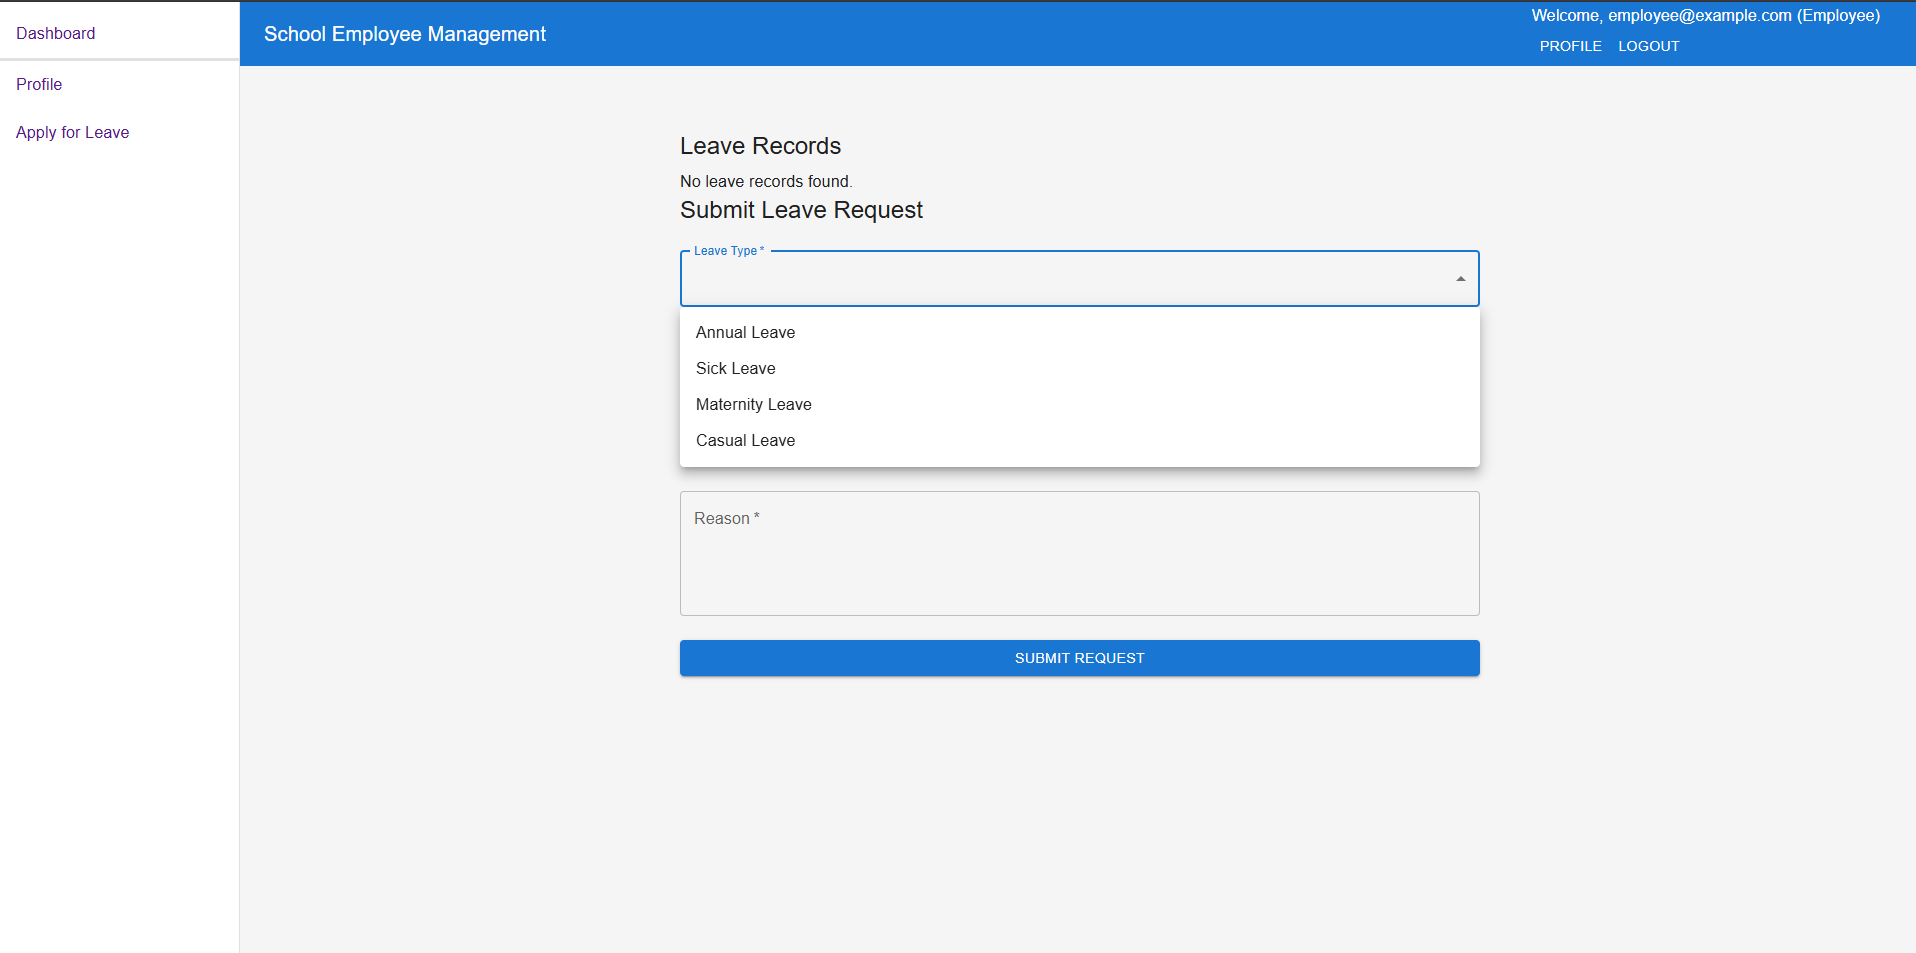 Dashboard
Profile
Apply for Leave
School Employee Management
Welcome, employee@example.com (Employee)
PROFILE LOGOUT
Leave Records
No leave records found.
Submit Leave Request
Leave Type *
Annual Leave
Sick Leave
Maternity Leave
Casual Leave
Reason *
SUBMIT REQUEST